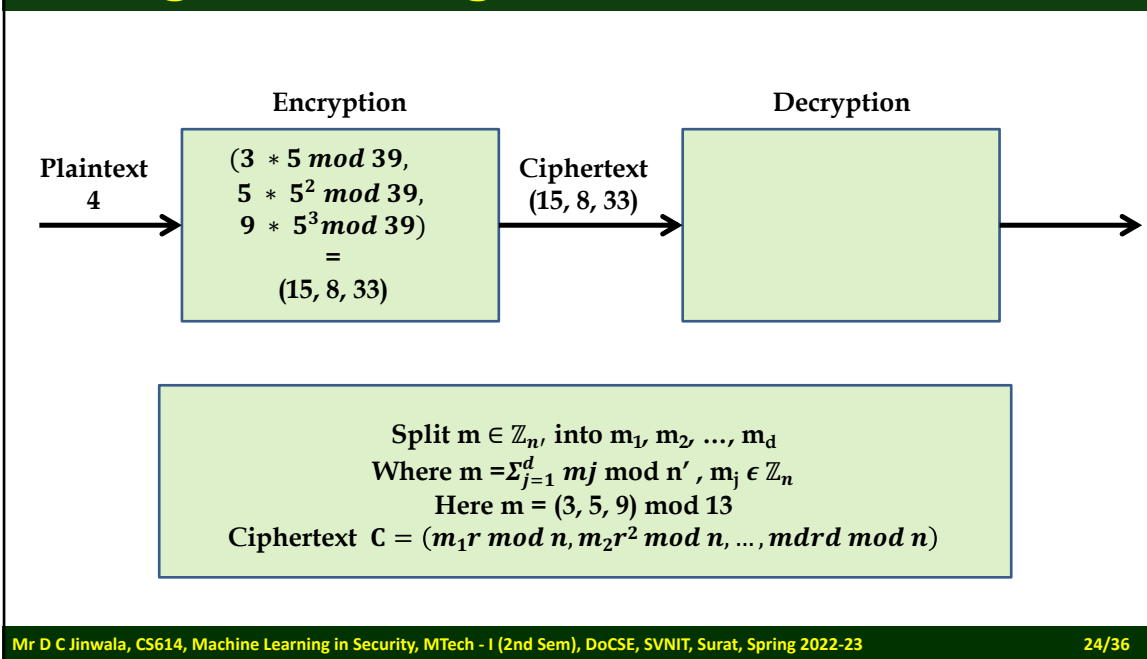 Encryption
Decryption
Plaintext
4
(3 * 5 mod 39,
5 * 5² mod 39,
9 * 5³mod 39)
=
(15, 8, 33)
Ciphertext
(15, 8, 33)
Split m ∈ ℤₙ′ into m₁, m₂, …, m_d
Where m =Σ_{j=1}^{d} mj mod n′ , m_j ϵ ℤₙ
Here m = (3, 5, 9) mod 13
Ciphertext C = (m₁r mod n, m₂r² mod n, … , mdrd mod n)
Mr D C Jinwala, CS614, Machine Learning in Security, MTech - I (2nd Sem), DoCSE, SVNIT, Surat, Spring 2022-23
24/36